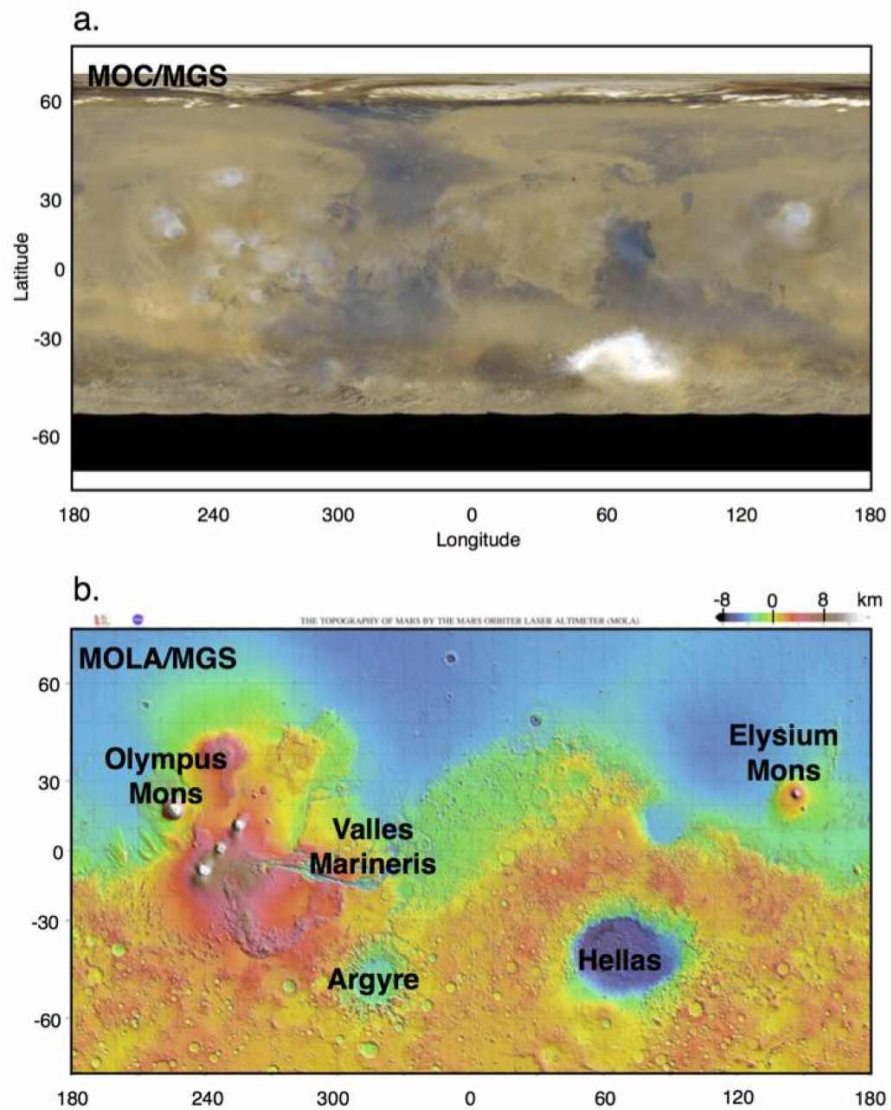 a.
MOC/MGS
60
30
0
-30
-60
Latitude
180 240 300 0 60 120 180
Longitude
b.
-8 0 8 km
THE TOPOGRAPHY OF MARS BY THE MARS ORBITER LASER ALTIMETER (MOLA)
MOLA/MGS
60
30
0
-30
-60
Olympus
Mons
Elysium
Mons
Valles
Marineris
Argyre
Hellas
180 240 300 0 60 120 180